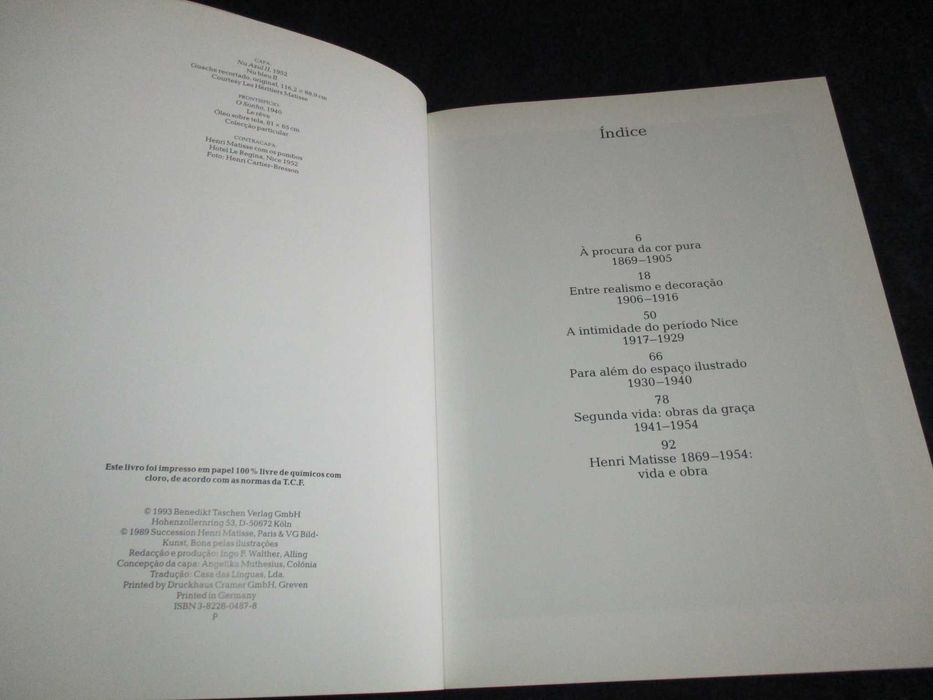 CAPA:
Nu Azul II, 1952
Nu bleu II
Guache recortado, original, 116,2 × 88,9 cm
Courtesy Les Héritiers Matisse
FRONTISPÍCIO:
O Sonho, 1940
Le rêve
Óleo sobre tela, 81 × 65 cm
Colecção particular
CONTRACAPA:
Henri Matisse com os pombos
Hotel Le Regina, Nice 1952
Foto: Henri Cartier-Bresson
Este livro foi impresso em papel 100% livre de químicos com
cloro, de acordo com as normas da T.C.F.
© 1993 Benedikt Taschen Verlag GmbH
Hohenzollernring 53, D-50672 Köln
© 1989 Succession Henri Matisse, Paris & VG Bild-
Kunst, Bona pelas ilustrações
Redacção e produção: Ingo F. Walther, Alling
Concepção da capa: Angelika Muthesius, Colónia
Tradução: Casa das Línguas, Lda.
Printed by Druckhaus Cramer GmbH, Greven
Printed in Germany
ISBN 3-8228-0487-8
P
Índice
6
À procura da cor pura
1869–1905
18
Entre realismo e decoração
1906–1916
50
A intimidade do período Nice
1917–1929
66
Para além do espaço ilustrado
1930–1940
78
Segunda vida: obras da graça
1941–1954
92
Henri Matisse 1869–1954:
vida e obra